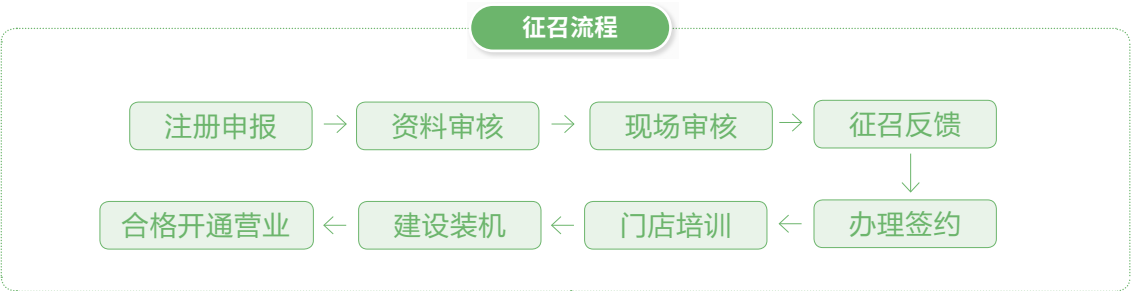 征召流程
注册申报
资料审核
现场审核
征召反馈
办理签约
门店培训
建设装机
合格开通营业